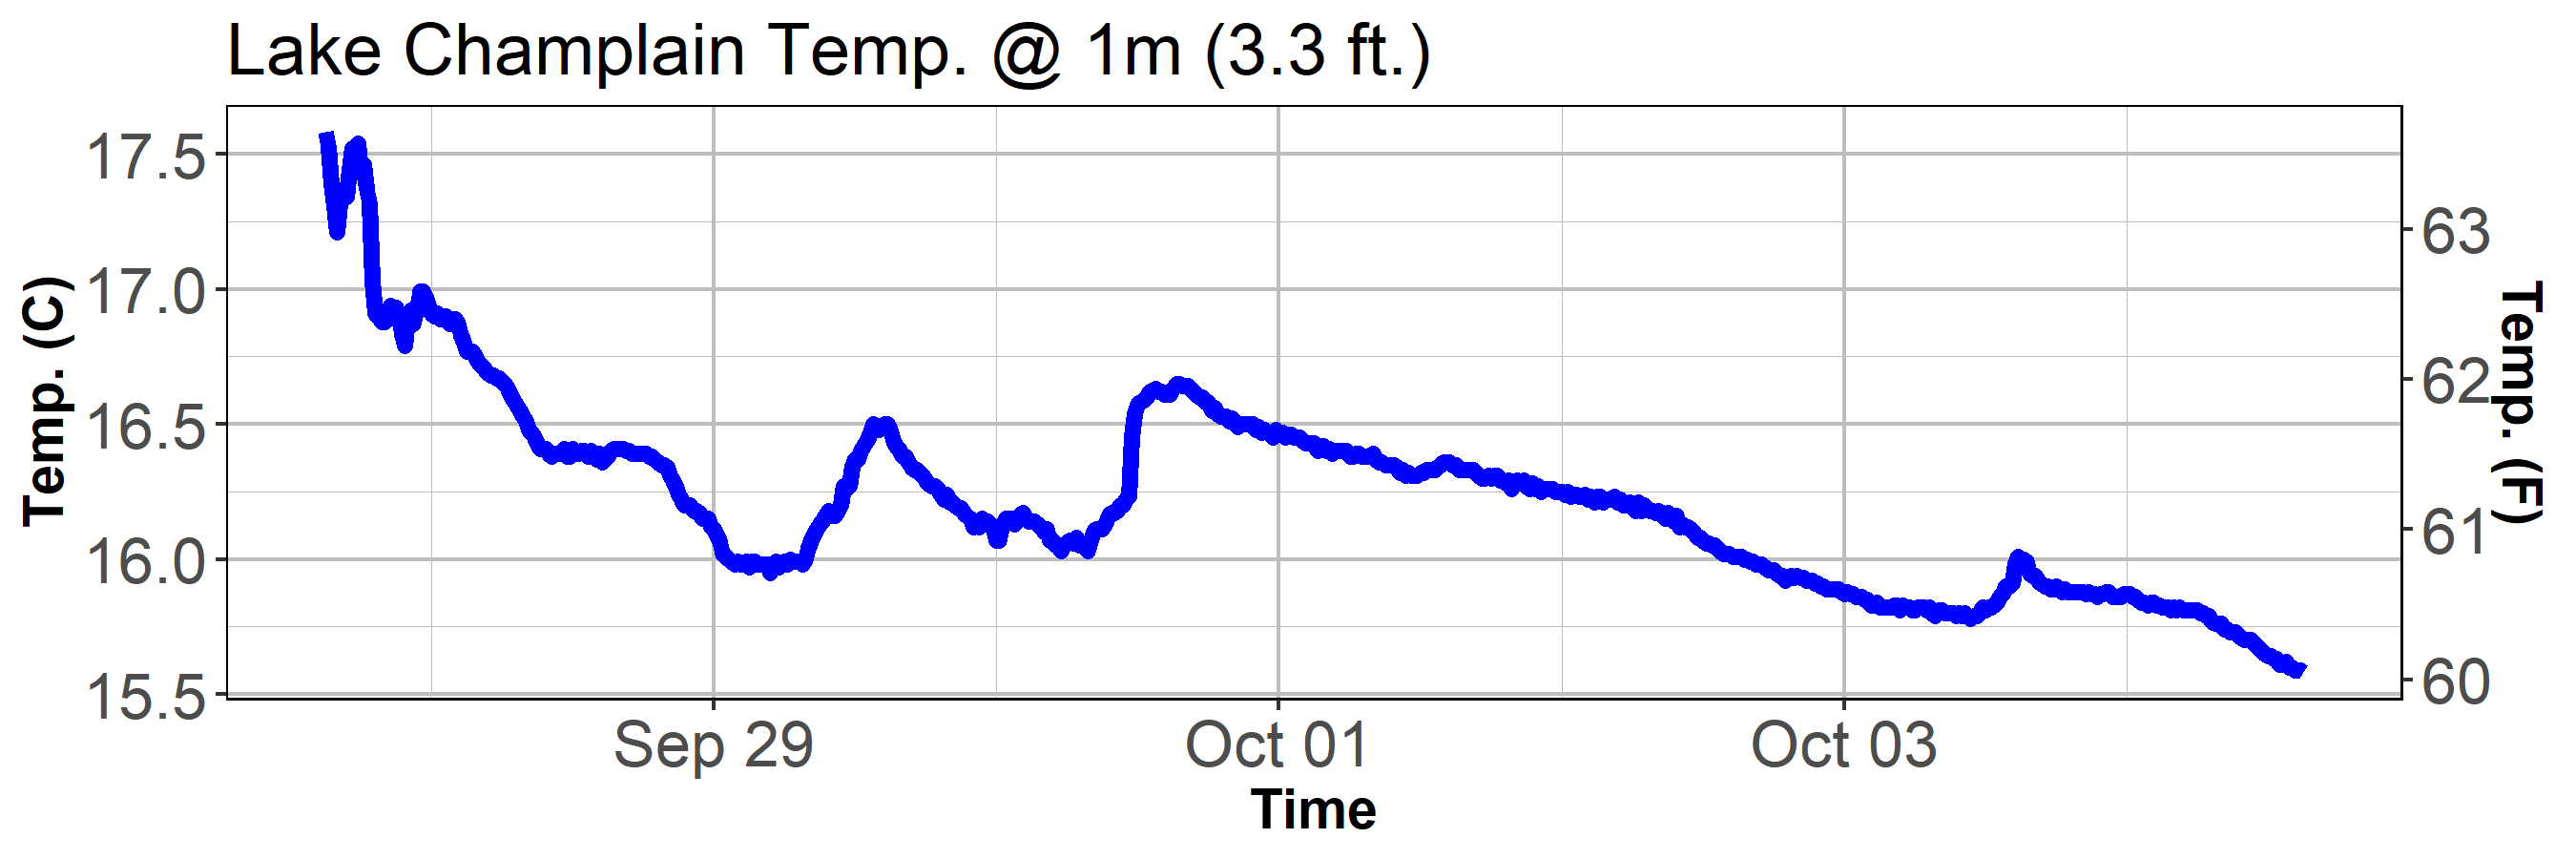 Lake Champlain Temp. @ 1m (3.3 ft.)
Temp. (C)
17.5
17.0
16.5
16.0
15.5
63
62
61
60
Temp. (F)
Sep 29
Oct 01
Oct 03
Time